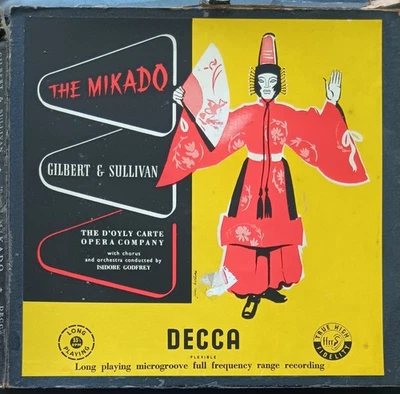 THE MIKADO
GILBERT & SULLIVAN
THE D'OYLY CARTE
OPERA COMPANY
with chorus
and orchestra conducted by
ISIDORE GODFREY
LONG
33⅓
RPM
PLAYING
DECCA
FLEXIBLE
Long playing microgroove full frequency range recording
TRUE HIGH
ffrr
FIDELITY